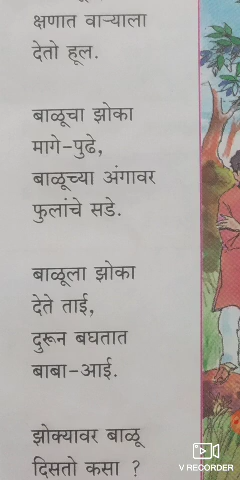 क्षणात वाऱ्याला
देतो हूल.
बाळूचा झोका
मागे-पुढे,
बाळूच्या अंगावर
फुलांचे सडे.
बाळूला झोका
देते ताई,
दुरून बघतात
बाबा-आई.
झोक्यावर बाळू
दिसतो कसा ?
V RECORDER